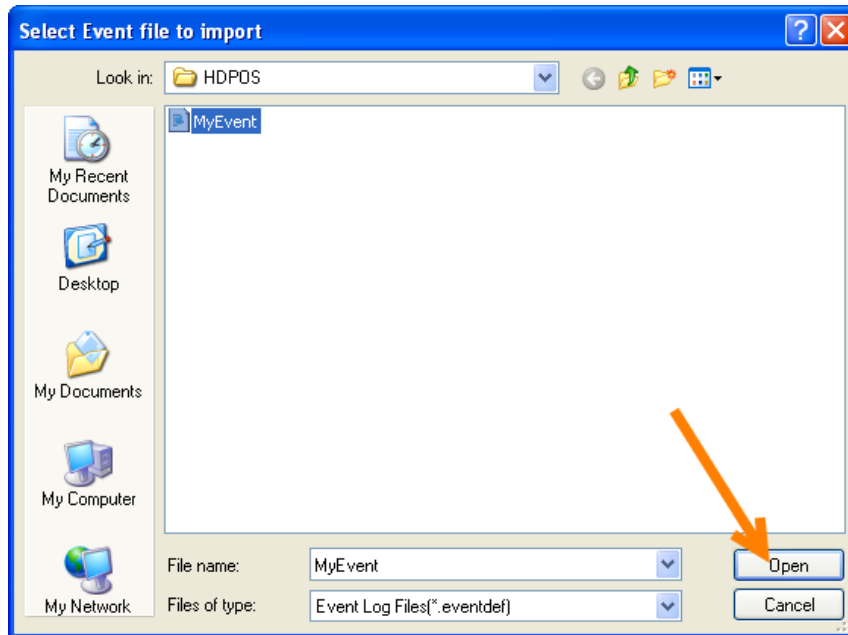 Select Event file to import
Look in: HDPOS
MyEvent
My Recent
Documents
Desktop
My Documents
My Computer
My Network
File name: MyEvent Open
Files of type: Event Log Files(*.eventdef) Cancel